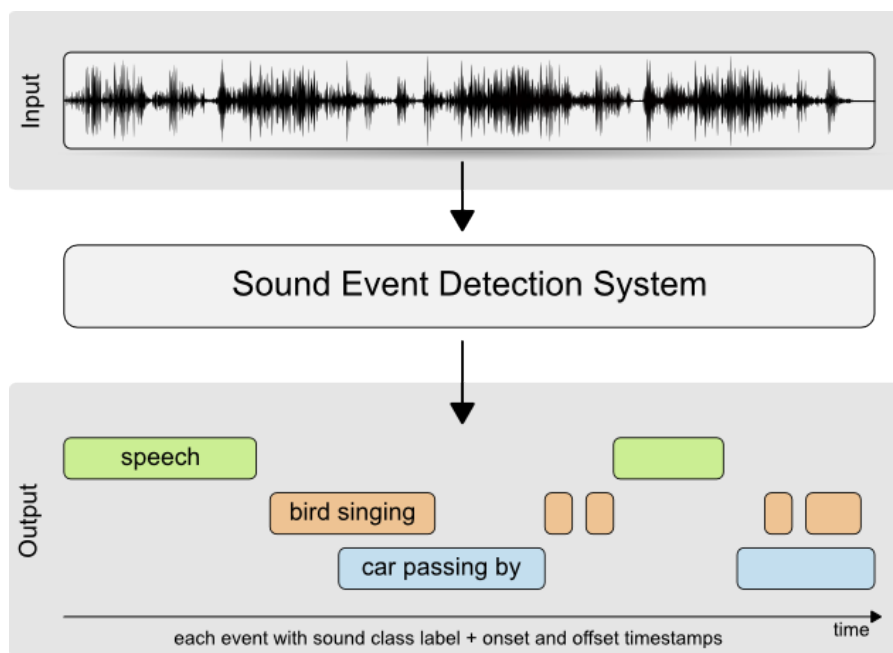 Input
Sound Event Detection System
Output
speech
bird singing
car passing by
time
each event with sound class label + onset and offset timestamps